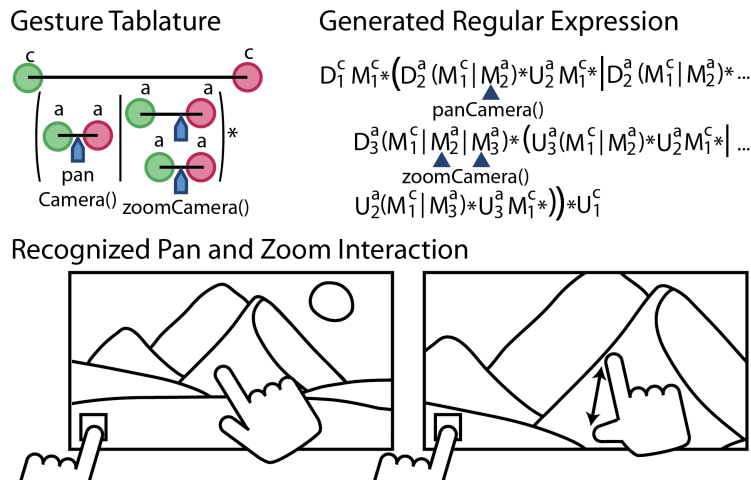 Gesture Tablature
c c
a a a a
a a
*
pan
Camera() zoomCamera()
Generated Regular Expression
D₁ᶜ M₁ᶜ*(D₂ᵃ(M₁ᶜ|M₂ᵃ)*U₂ᵃ M₁ᶜ*|D₂ᵃ(M₁ᶜ|M₂ᵃ)*...
panCamera()
D₃ᵃ(M₁ᶜ|M₂ᵃ|M₃ᵃ)*(U₃ᵃ(M₁ᶜ|M₂ᵃ)*U₂ᵃM₁ᶜ*|...
zoomCamera()
U₂ᵃ(M₁ᶜ|M₃ᵃ)*U₃ᵃ M₁ᶜ*))*U₁ᶜ
Recognized Pan and Zoom Interaction